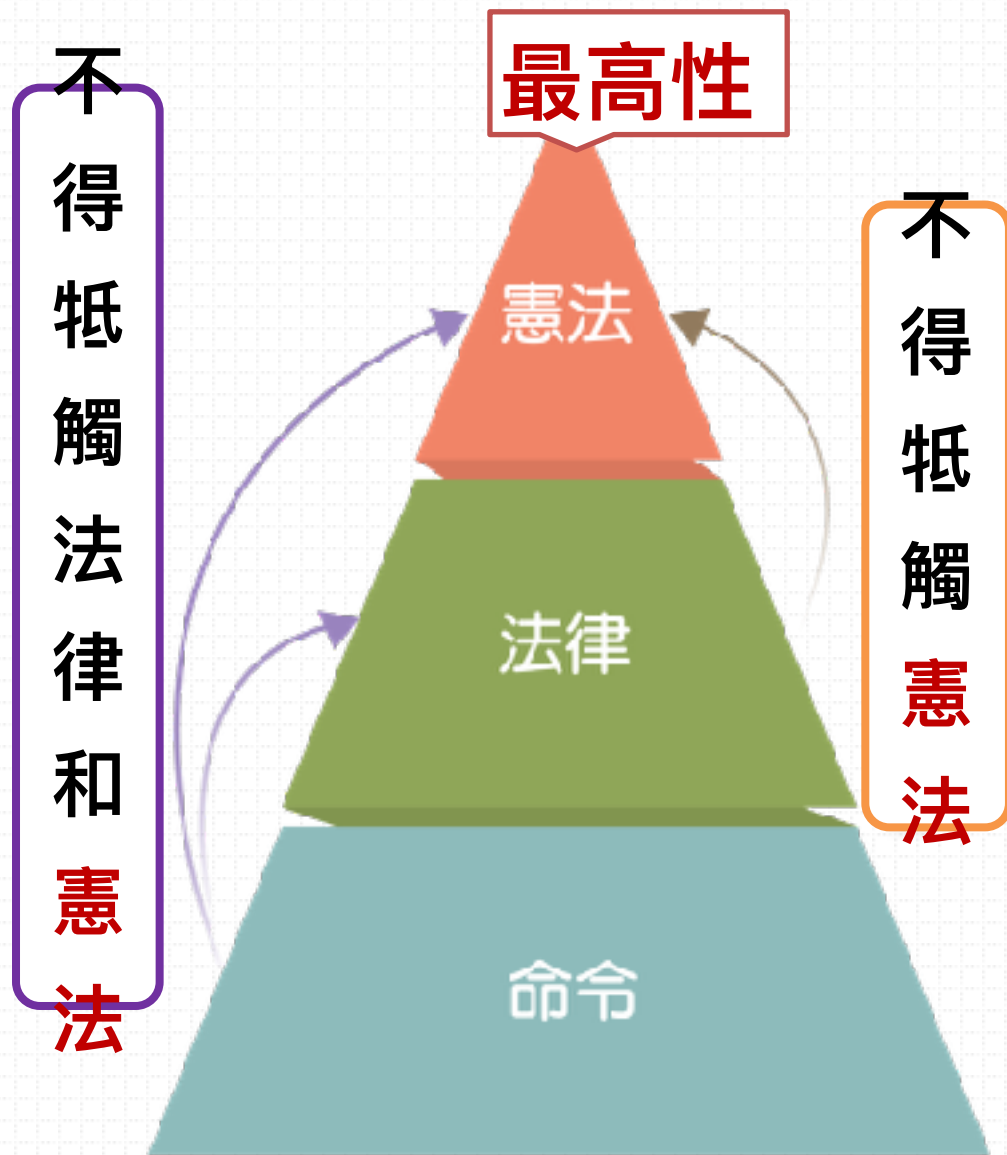 最高性
不得牴觸法律和憲法
不得牴觸憲法
憲法
法律
命令